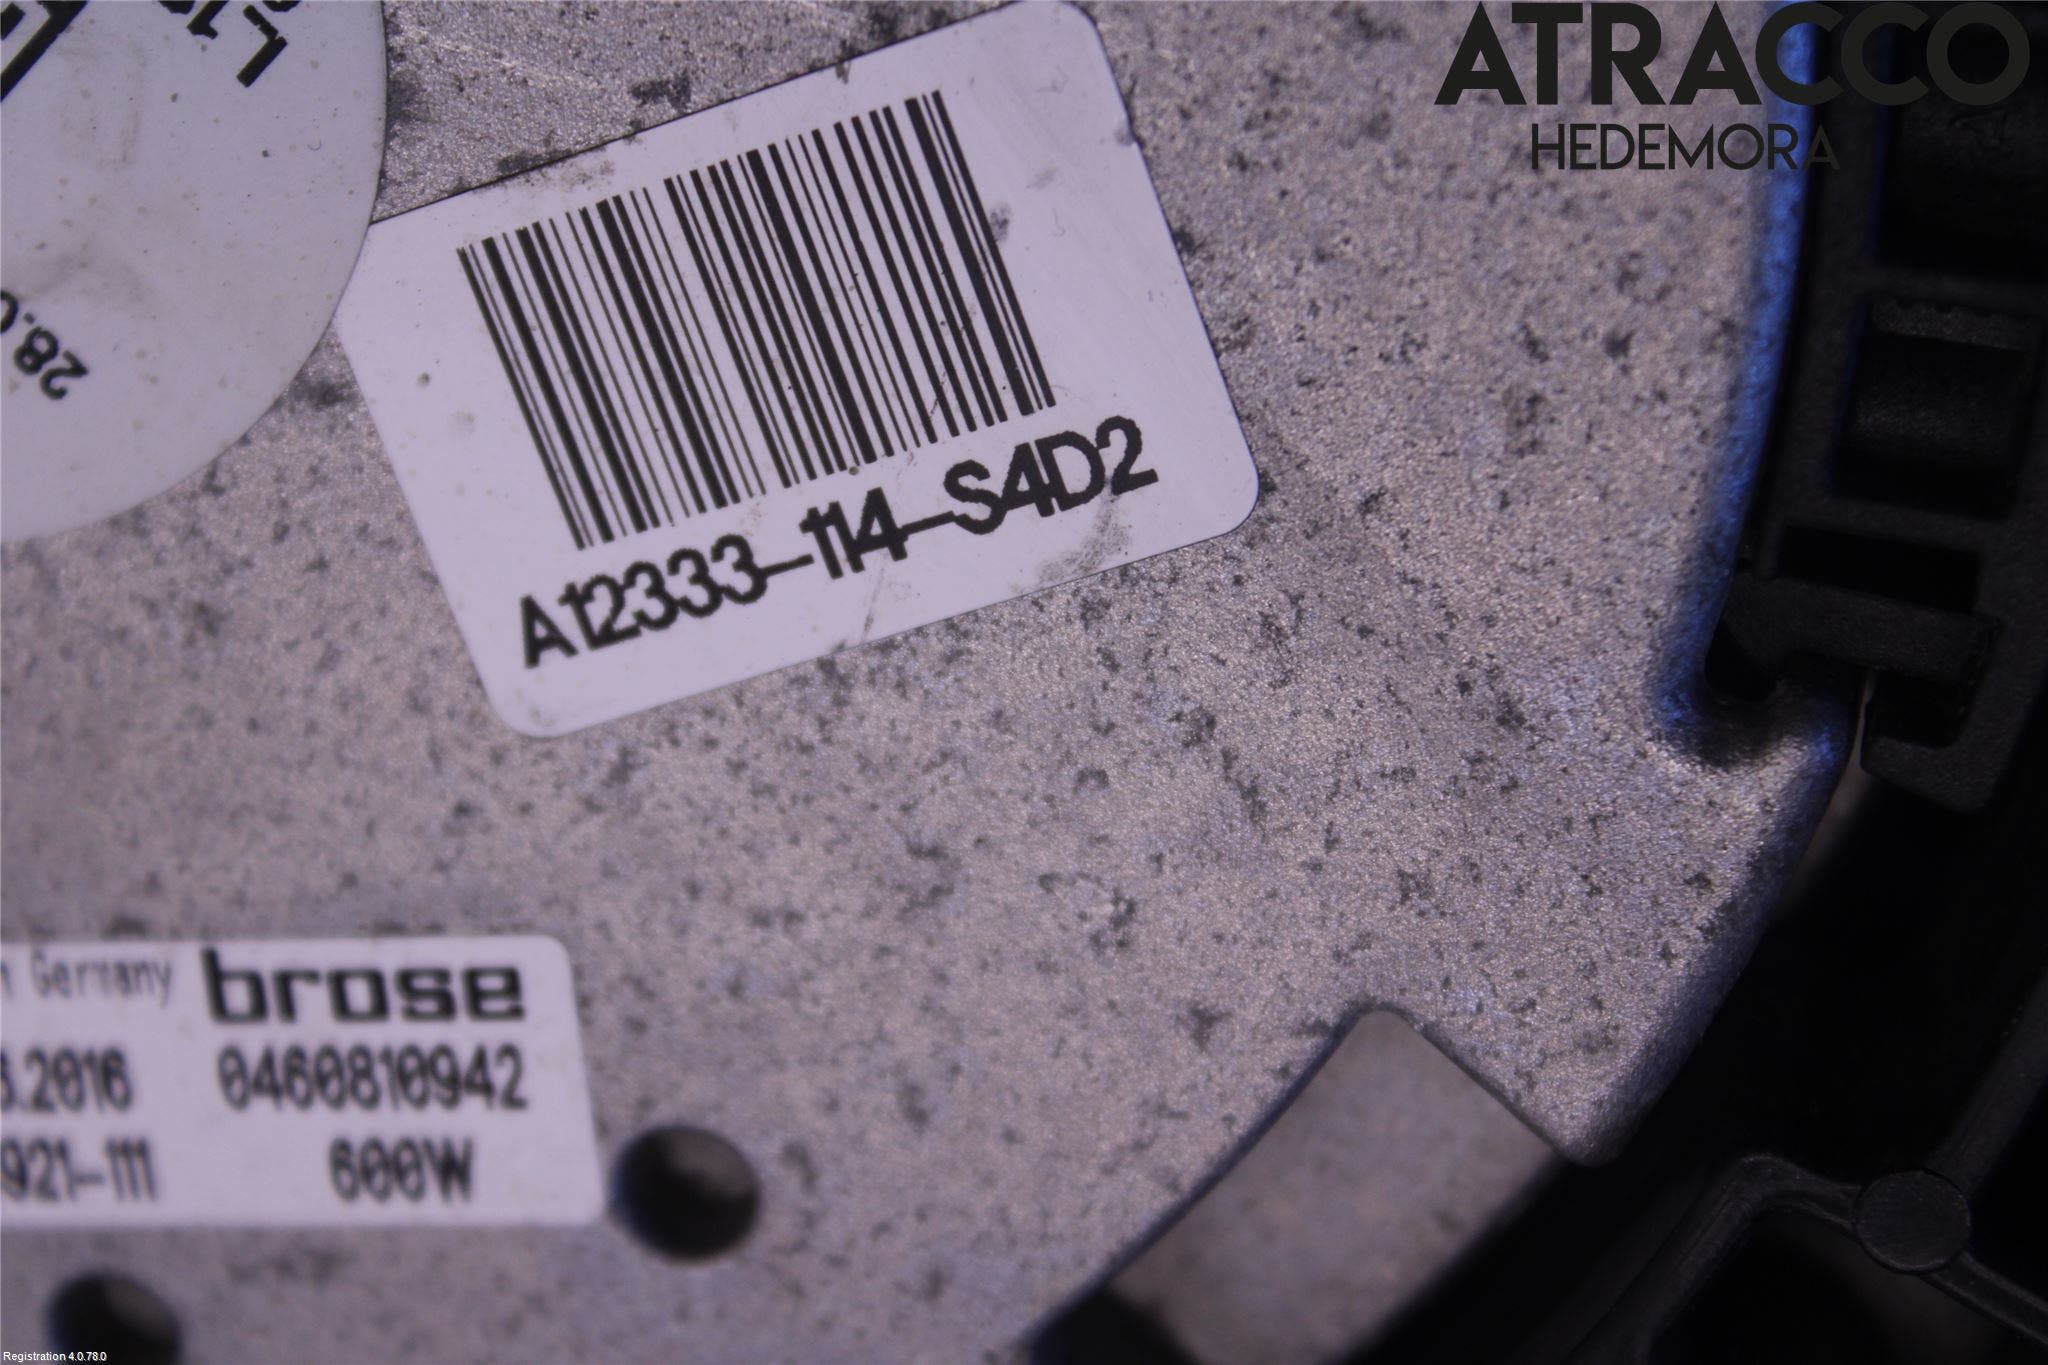 ATRACCO
HEDEMORA
28.0
A12333-114-S4D2
Germany brose
.2016 0460810942
921-111 600W
Registration 4.0.78.0